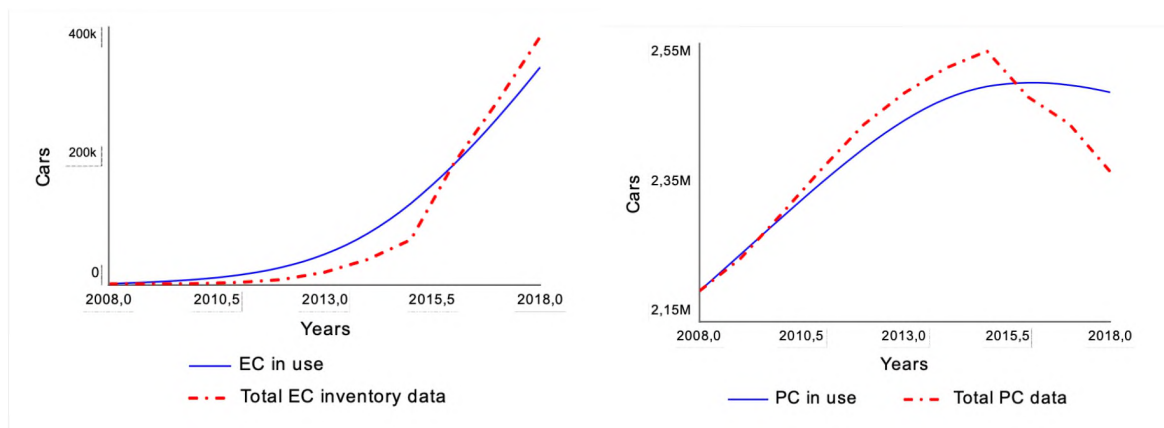 400k
200k
0
Cars
2008,0 2010,5 2013,0 2015,5 2018,0
Years
EC in use
Total EC inventory data
2,55M
2,35M
2,15M
Cars
2008,0 2010,5 2013,0 2015,5 2018,0
Years
PC in use Total PC data